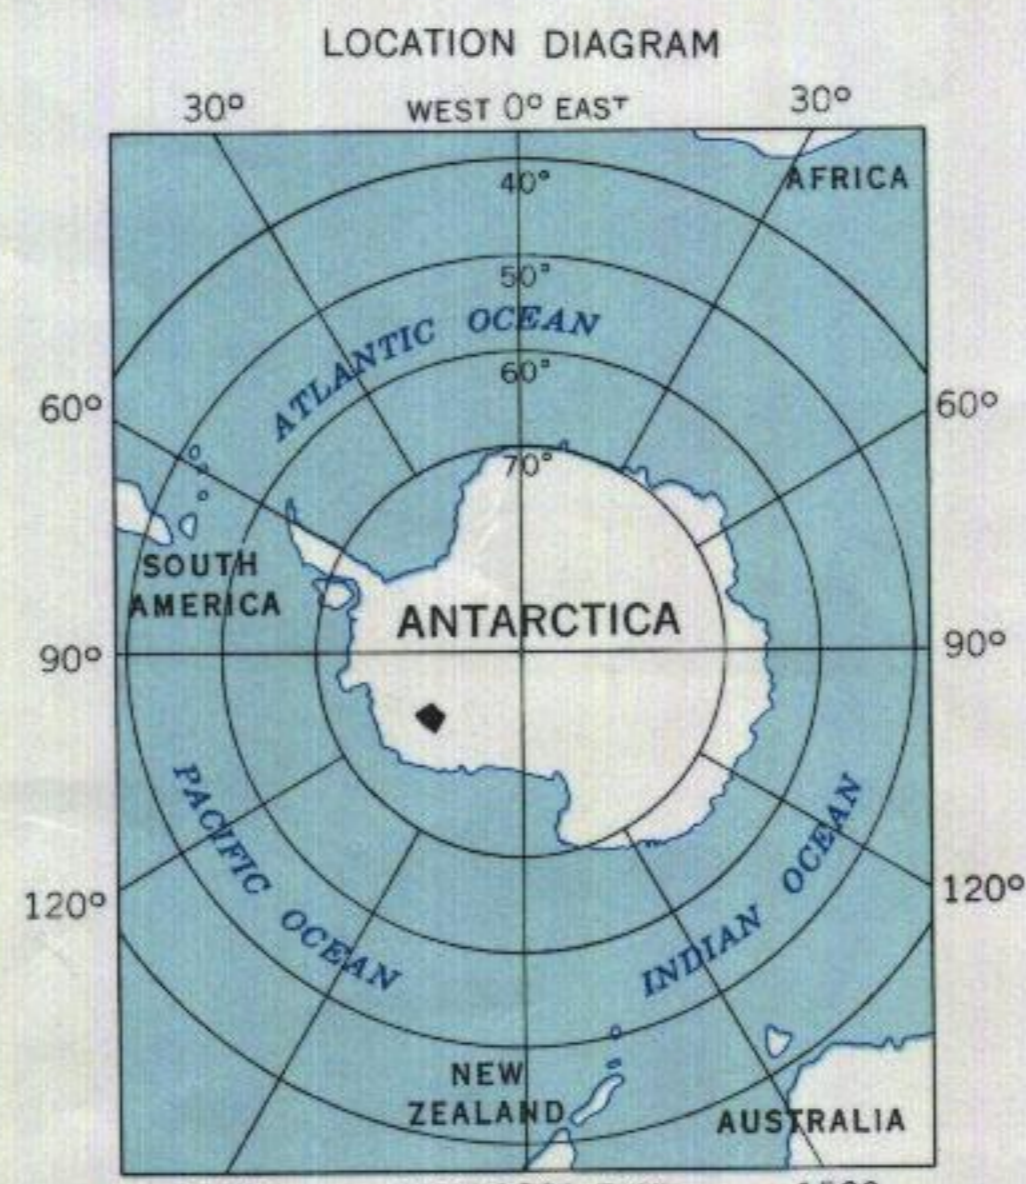 LOCATION DIAGRAM
30° WEST 0° EAST 30°
AFRICA
40°
50°
ATLANTIC OCEAN
60°
60° 60°
70°
SOUTH
AMERICA
ANTARCTICA
90° 90°
PACIFIC OCEAN
INDIAN OCEAN
120° 120°
NEW
ZEALAND
AUSTRALIA